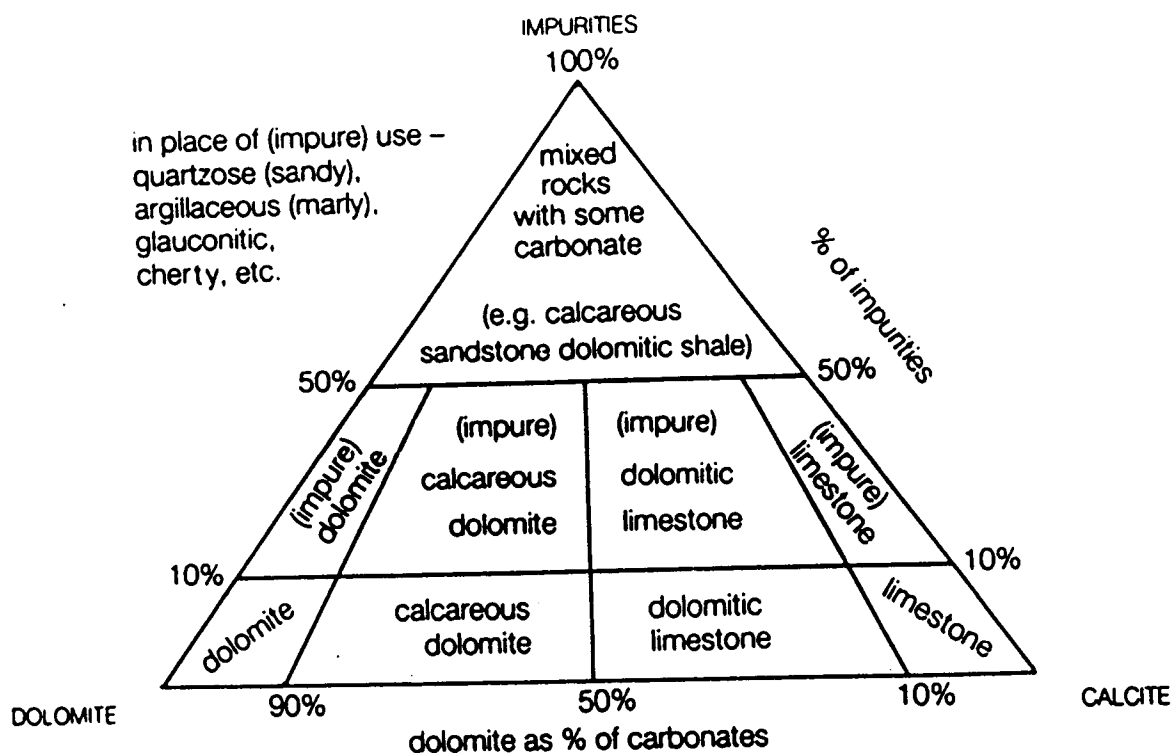 IMPURITIES
100%
in place of (impure) use –
quartzose (sandy),
argillaceous (marly),
glauconitic,
cherty, etc.
mixed
rocks
with some
carbonate
(e.g. calcareous
sandstone dolomitic shale)
% of impurities
50%
50%
(impure)
dolomite
(impure)
calcareous
dolomite
(impure)
dolomitic
limestone
(impure)
limestone
10%
10%
dolomite
calcareous
dolomite
dolomitic
limestone
limestone
DOLOMITE
90%
50%
10%
CALCITE
dolomite as % of carbonates